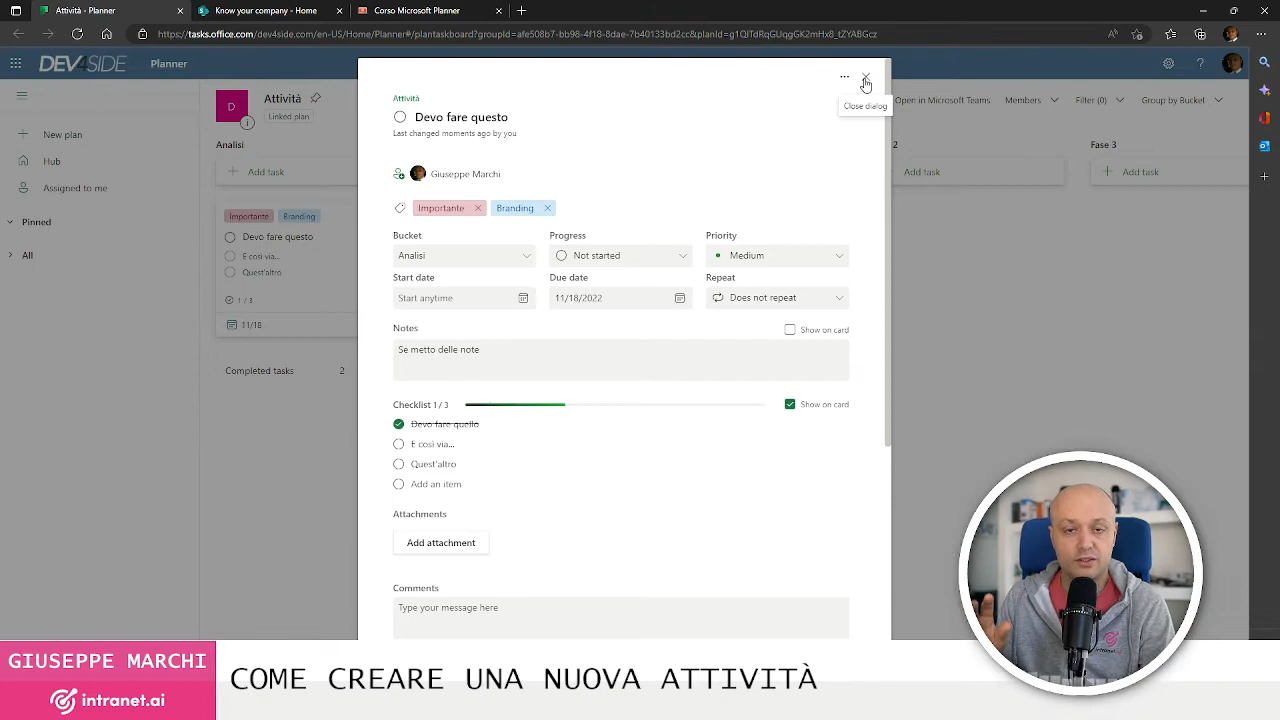 Attività - Planner
Know your company - Home
Corso Microsoft Planner
https://tasks.office.com/dev4side.com/en-US/Home/Planner#/plantaskboard?groupId=afe508b7-bb98-4f18-8dae-7b40133bd2cc&planId=g1QlTdRqGUqgGK2mHx8_tZYABGcz
DEV4SIDE Planner
New plan
Hub
Assigned to me
Pinned
All
D
Attività
Linked plan
Open in Microsoft Teams
Members
Filter (0)
Group by Bucket
Analisi
Add task
Importante
Branding
Devo fare questo
E così via...
Quest'altro
1 / 3
11/18
Completed tasks 2
2
Add task
Fase 3
Add task
Close dialog
Attività
Devo fare questo
Last changed moments ago by you
Giuseppe Marchi
Importante
Branding
Bucket Progress Priority
Analisi Not started Medium
Start date Due date Repeat
Start anytime 11/18/2022 Does not repeat
Notes Show on card
Se metto delle note
Checklist 1 / 3 Show on card
Devo fare quello
E così via...
Quest'altro
Add an item
Attachments
Add attachment
Comments
Type your message here
GIUSEPPE MARCHI
intranet.ai
COME CREARE UNA NUOVA ATTIVITÀ